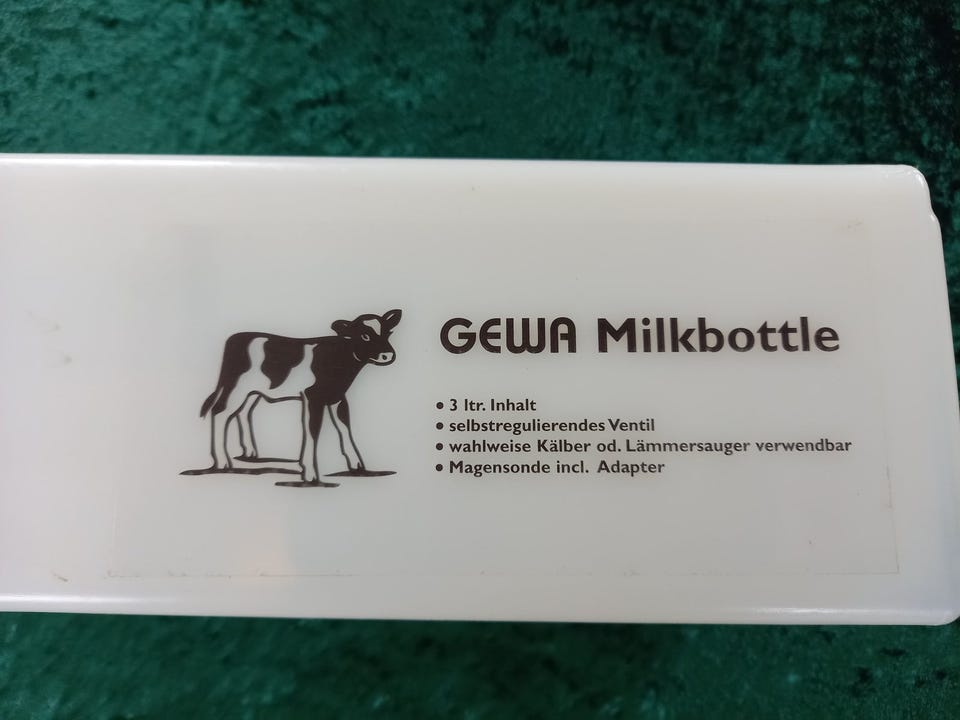 GEWA Milkbottle
• 3 ltr. Inhalt
• selbstregulierendes Ventil
• wahlweise Kälber od. Lämmersauger verwendbar
• Magensonde incl. Adapter